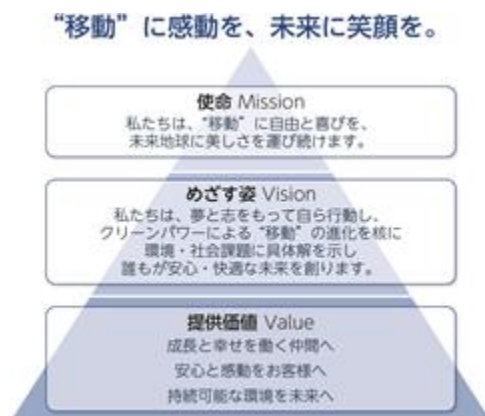 “移動”に感動を、未来に笑顔を。
使命 Mission
私たちは、“移動”に自由と喜びを、
未来地球に美しさを運び続けます。
めざす姿 Vision
私たちは、夢と志をもって自ら行動し、
クリーンパワーによる“移動”の進化を核に
環境・社会課題に具体解を示し
誰もが安心・快適な未来を創ります。
提供価値 Value
成長と幸せを働く仲間へ
安心と感動をお客様へ
持続可能な環境を未来へ